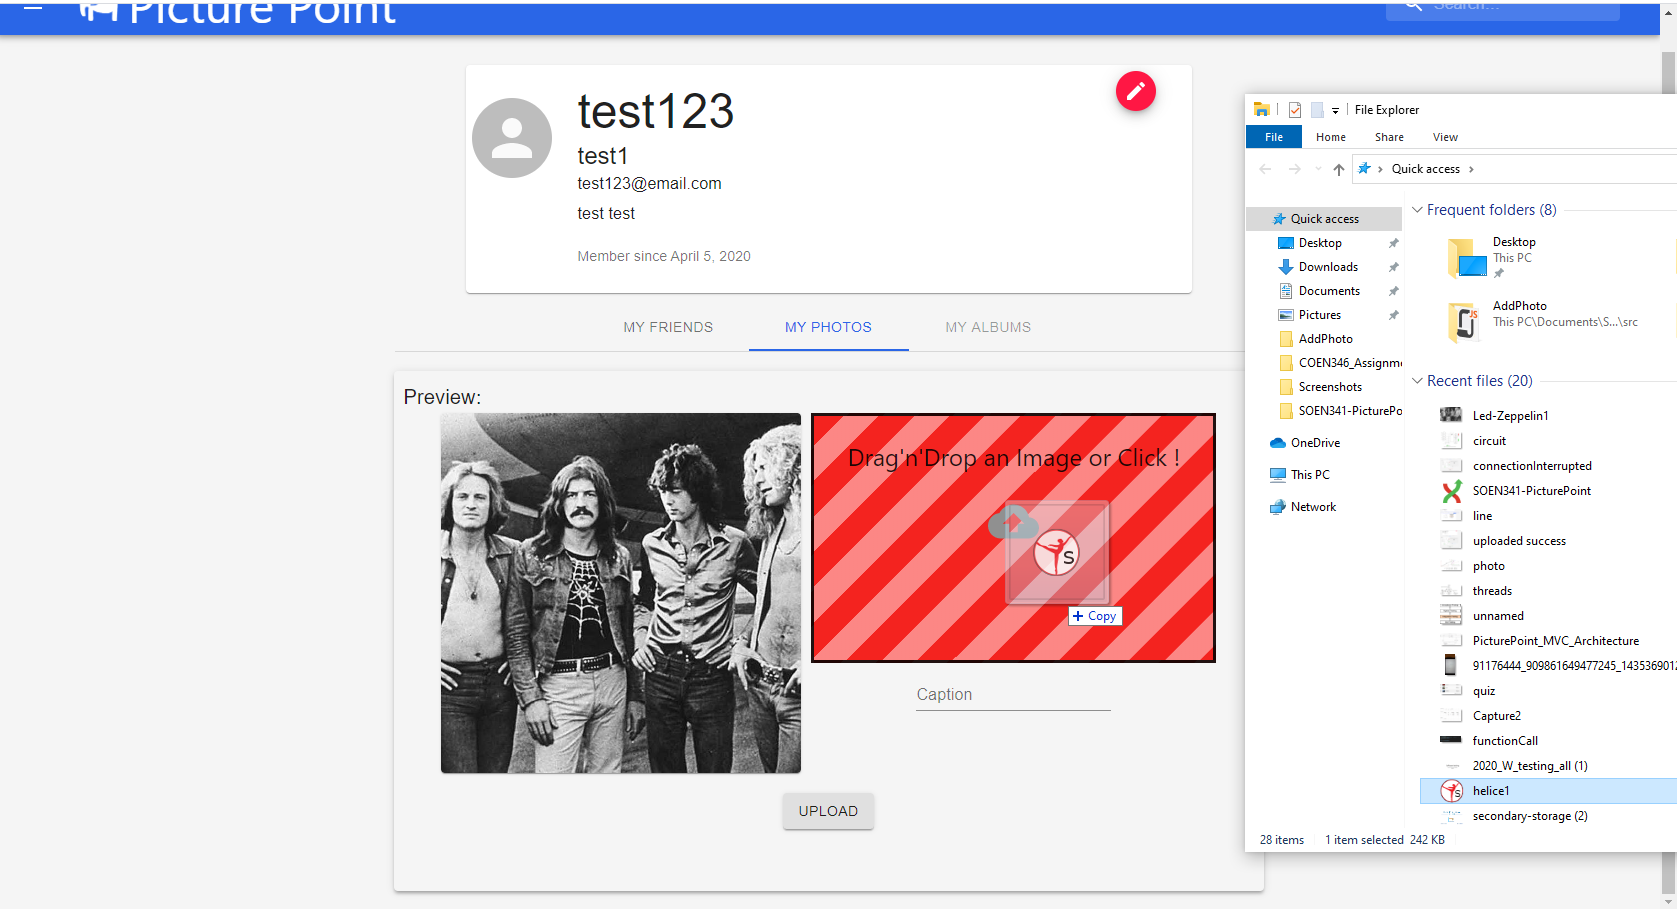 Picture Point
Search...
test123
test1
test123@email.com
test test
Member since April 5, 2020
MY FRIENDS
MY PHOTOS
MY ALBUMS
Preview:
Drag'n'Drop an Image or Click !
S
+ Copy
Caption
UPLOAD
File Explorer
File
Home
Share
View
Quick access
Quick access
Desktop
Downloads
Documents
Pictures
AddPhoto
COEN346_Assignme
Screenshots
SOEN341-PicturePo
OneDrive
This PC
Network
Frequent folders (8)
Desktop
This PC
AddPhoto
This PC\Documents\S...\src
JS
Recent files (20)
Led-Zeppelin1
circuit
connectionInterrupted
SOEN341-PicturePoint
line
uploaded success
photo
threads
unnamed
PicturePoint_MVC_Architecture
91176444_909861649477245_143536901
quiz
Capture2
functionCall
2020_W_testing_all (1)
helice1
secondary-storage (2)
28 items
1 item selected 242 KB